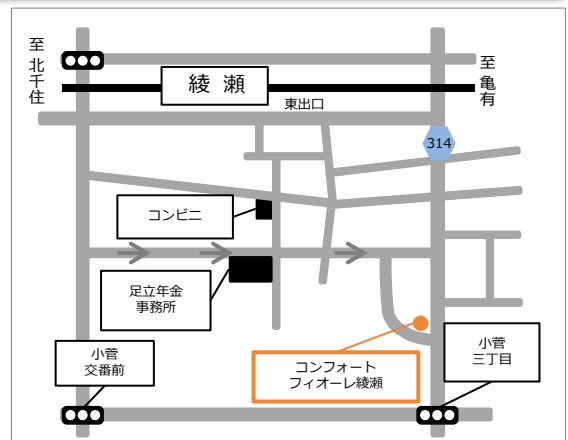 至
北千住
綾瀬
至
亀有
東出口
314
コンビニ
足立年金
事務所
小菅
交番前
コンフォート
フィオーレ綾瀬
小菅
三丁目